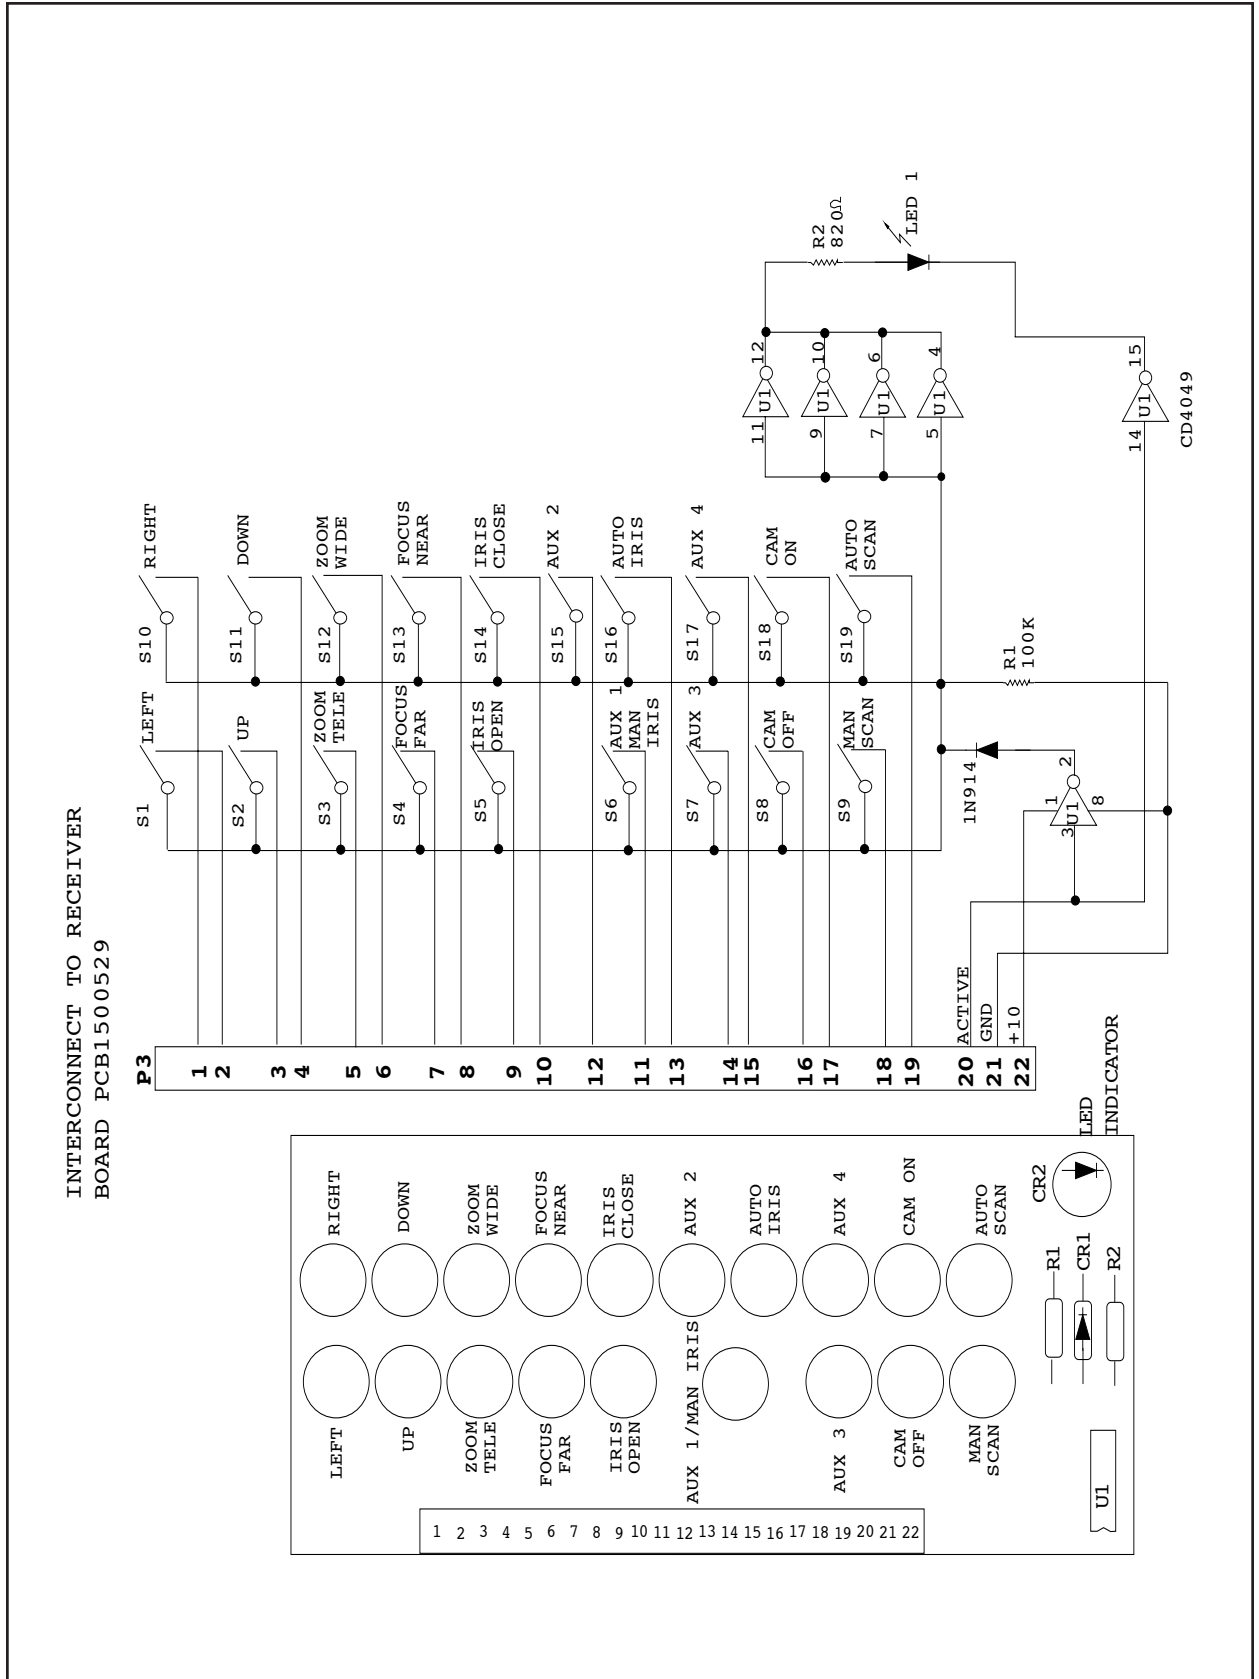 INTERCONNECT TO RECEIVER
BOARD PCB1500529
P3
1
2
3
4
5
6
7
8
9
10
12
11
13
14
15
16
17
18
19
20
21
22
ACTIVE
GND
+10
S1
LEFT
S2
UP
S3
ZOOM
TELE
S4
FOCUS
FAR
S5
IRIS
OPEN
S6
AUX 1
MAN
IRIS
S7
AUX 3
S8
CAM
OFF
S9
MAN
SCAN
S10
RIGHT
S11
DOWN
S12
ZOOM
WIDE
S13
FOCUS
NEAR
S14
IRIS
CLOSE
S15
AUX 2
S16
AUTO
IRIS
S17
AUX 4
S18
CAM
ON
S19
AUTO
SCAN
1N914
R1
100K
3
U1
1
2
8
11
U1
12
9
U1
10
7
U1
6
5
U1
4
14
U1
15
CD4049
R2
820Ω
LED 1
RIGHT
DOWN
ZOOM
WIDE
FOCUS
NEAR
IRIS
CLOSE
AUX 2
AUTO
IRIS
AUX 4
CAM ON
AUTO
SCAN
CR2
LED
INDICATOR
R1
CR1
R2
LEFT
UP
ZOOM
TELE
FOCUS
FAR
IRIS
OPEN
AUX 1/MAN IRIS
AUX 3
CAM
OFF
MAN
SCAN
U1
1 2 3 4 5 6 7 8 9 10 11 12 13 14 15 16 17 18 19 20 21 22